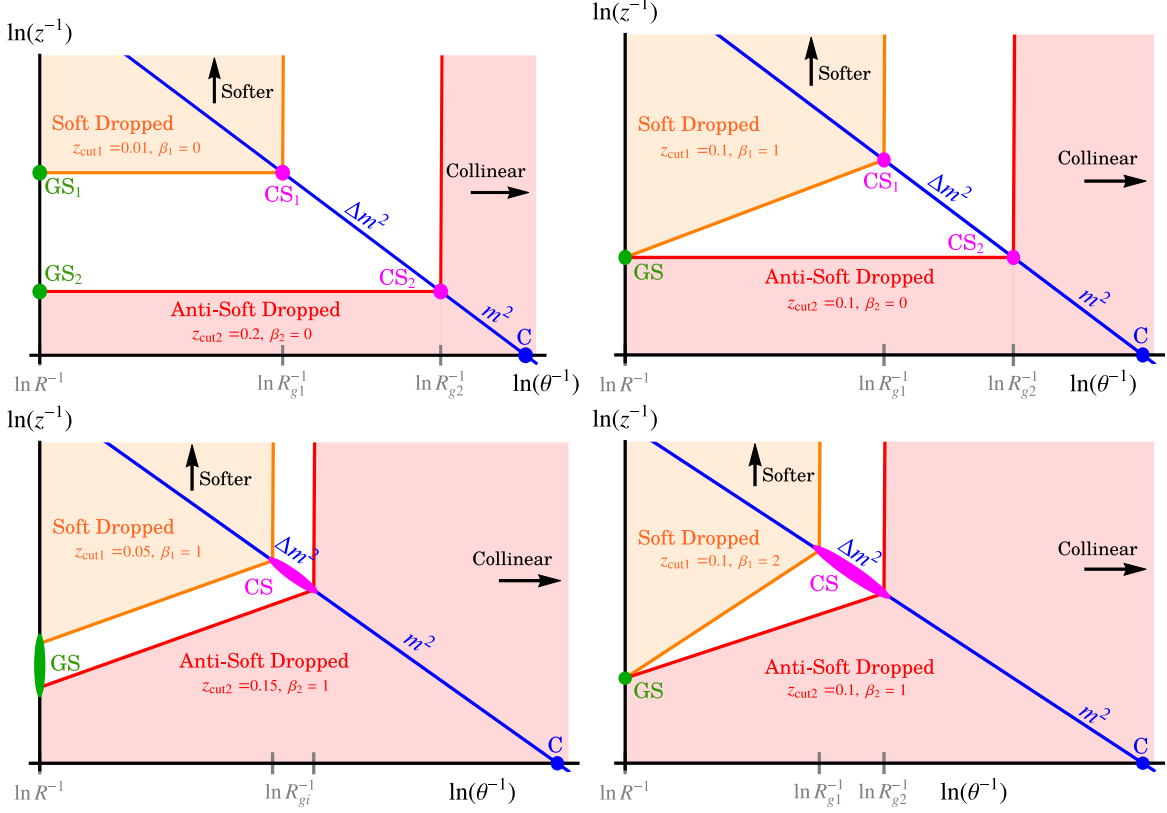 ln(z⁻¹)
Softer
Soft Dropped
z_cut1 =0.01, β₁ = 0
Collinear
GS₁
CS₁
Δm²
GS₂
CS₂
Anti-Soft Dropped
z_cut2 =0.2, β₂ = 0
m²
C
ln R⁻¹
ln R_g1⁻¹
ln R_g2⁻¹
ln(θ⁻¹)
ln(z⁻¹)
Softer
Soft Dropped
z_cut1 =0.1, β₁ = 1
Collinear
CS₁
Δm²
CS₂
GS
Anti-Soft Dropped
z_cut2 =0.1, β₂ = 0
m²
C
ln R⁻¹
ln R_g1⁻¹
ln R_g2⁻¹
ln(θ⁻¹)
ln(z⁻¹)
Softer
Soft Dropped
z_cut1 =0.05, β₁ = 1
Δm²
Collinear
CS
GS
m²
Anti-Soft Dropped
z_cut2 =0.15, β₂ = 1
C
ln R⁻¹
ln R_gi⁻¹
ln(θ⁻¹)
ln(z⁻¹)
Softer
Soft Dropped
z_cut1 =0.1, β₁ = 2
Δm²
Collinear
CS
GS
Anti-Soft Dropped
z_cut2 =0.1, β₂ = 1
m²
C
ln R⁻¹
ln R_g1⁻¹
ln R_g2⁻¹
ln(θ⁻¹)